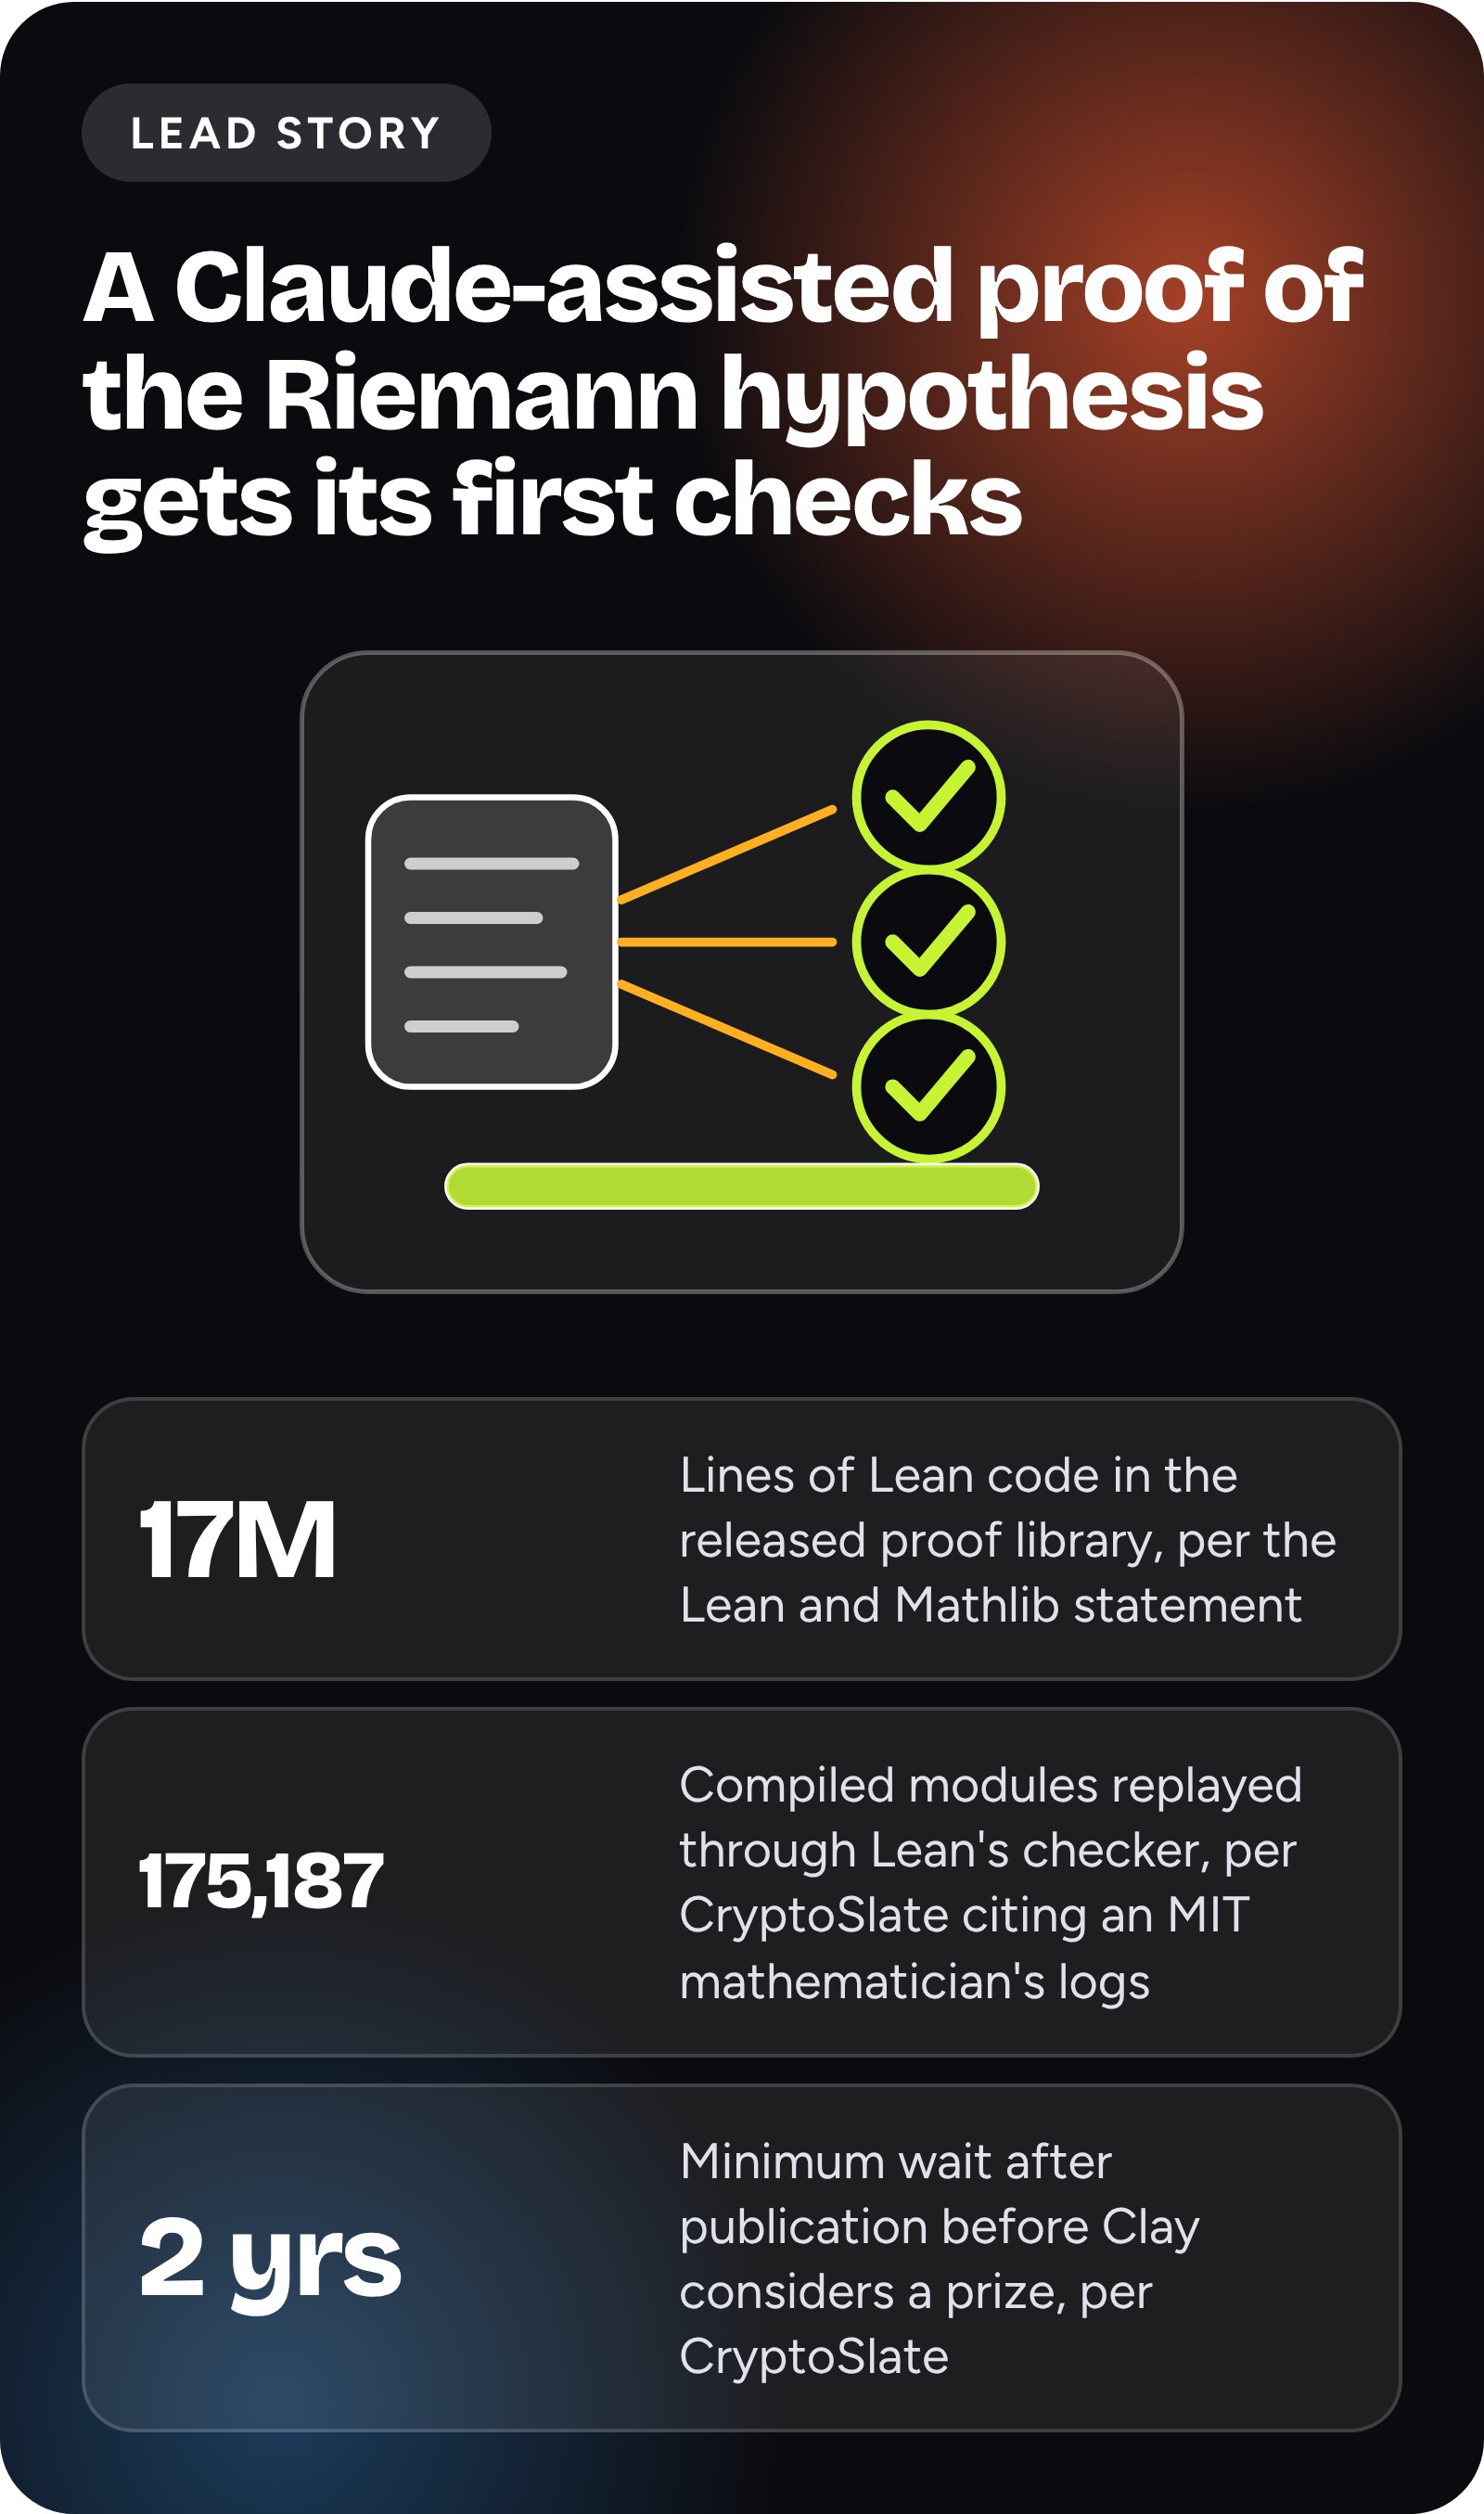 LEAD STORY
A Claude-assisted proof of
the Riemann hypothesis
gets its first checks
17M
Lines of Lean code in the
released proof library, per the
Lean and Mathlib statement
175,187
Compiled modules replayed
through Lean's checker, per
CryptoSlate citing an MIT
mathematician's logs
2 yrs
Minimum wait after
publication before Clay
considers a prize, per
CryptoSlate